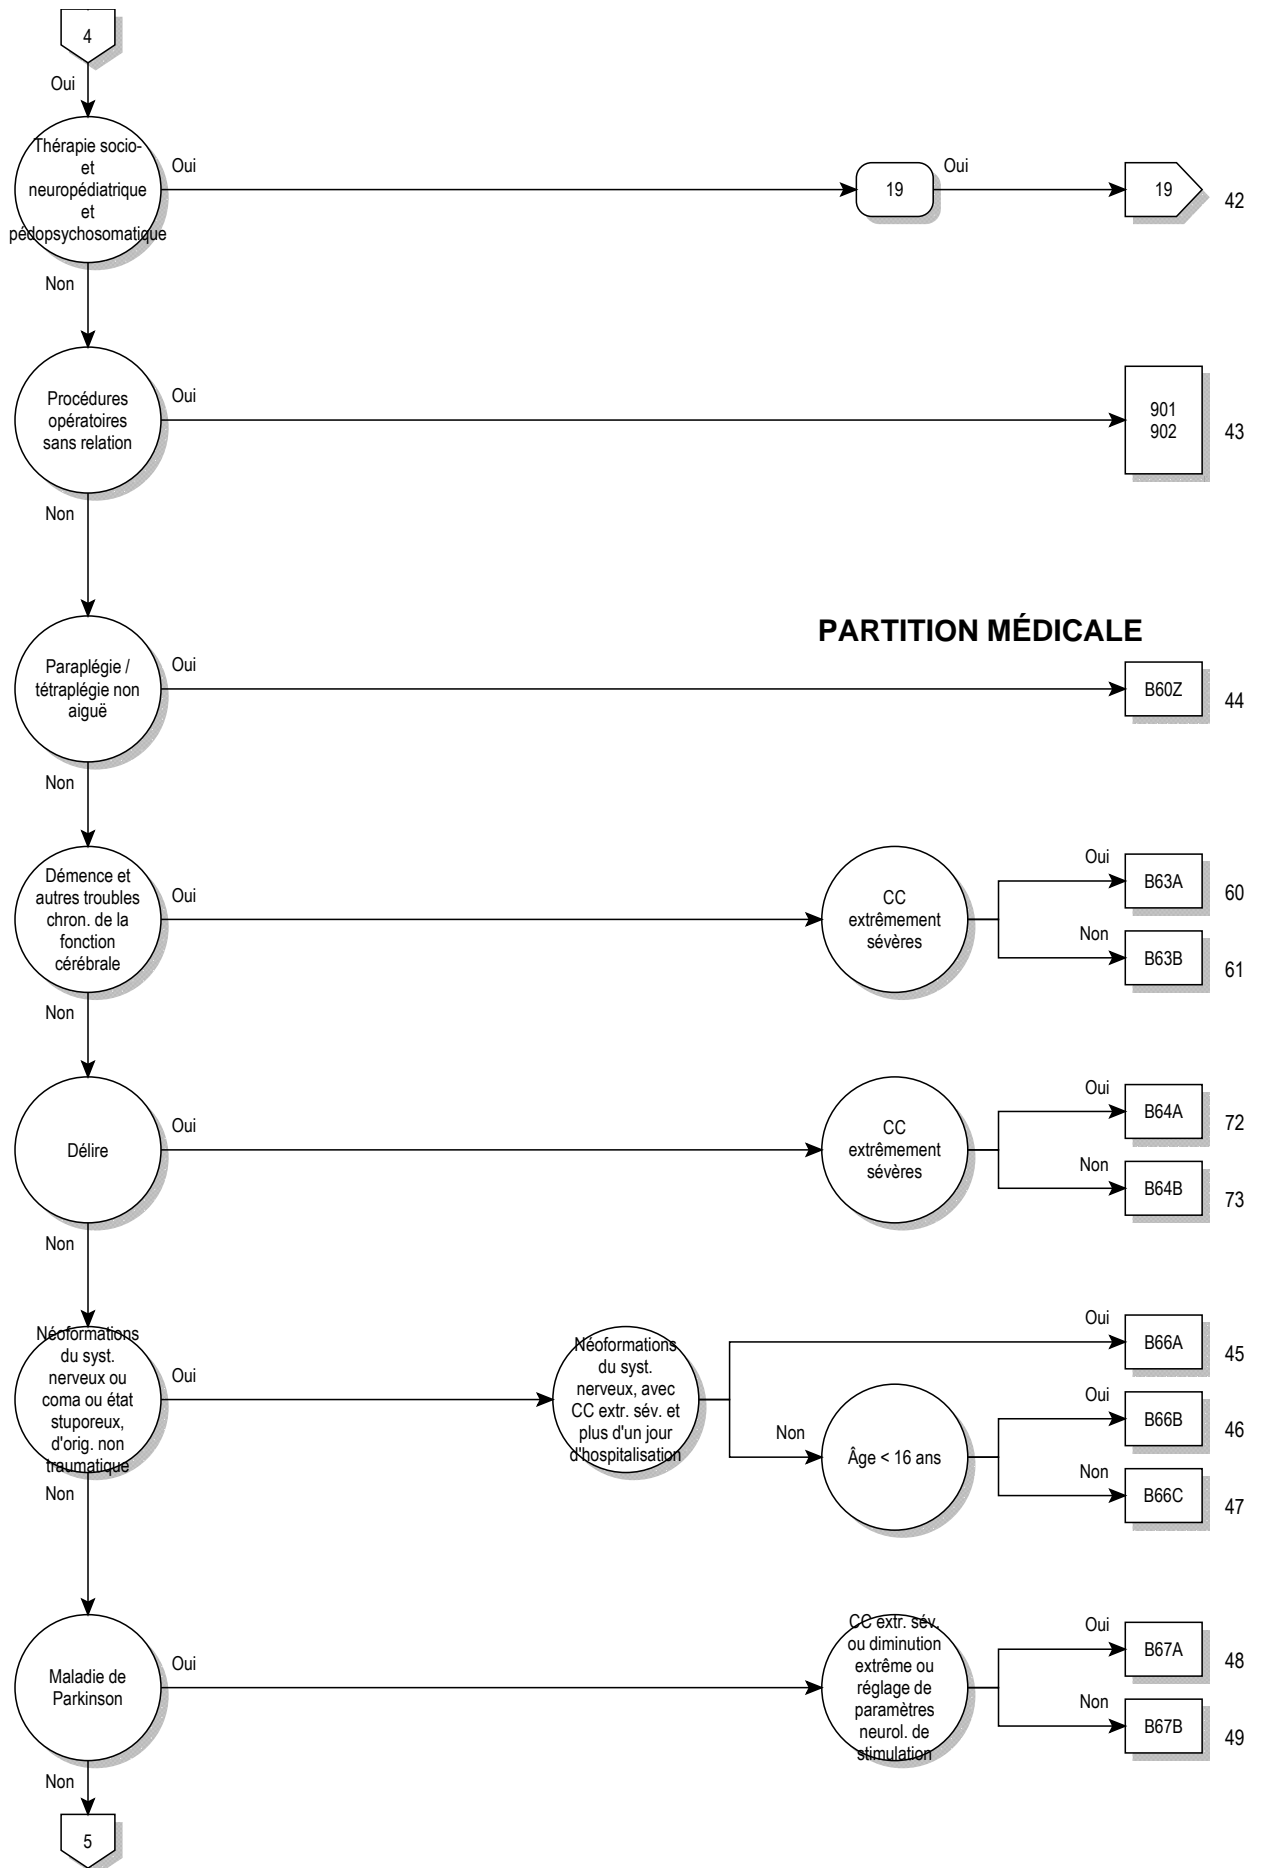 4
Oui
Thérapie socio-
et
neuropédiatrique
et
pédopsychosomatique
Oui
19
Oui
19
42
Non
Procédures
opératoires
sans relation
Oui
901
902
43
Non
PARTITION MÉDICALE
Paraplégie /
tétraplégie non
aiguë
Oui
B60Z
44
Non
Démence et
autres troubles
chron. de la
fonction
cérébrale
Oui
CC
extrêmement
sévères
Oui
B63A
60
Non
B63B
61
Non
Délire
Oui
CC
extrêmement
sévères
Oui
B64A
72
Non
B64B
73
Non
Néoformations
du syst.
nerveux ou
coma ou état
stuporeux,
d'orig. non
traumatique
Oui
Néoformations
du syst.
nerveux, avec
CC extr. sév. et
plus d'un jour
d'hospitalisation
Oui
B66A
45
Non
Âge < 16 ans
Oui
B66B
46
Non
B66C
47
Non
Maladie de
Parkinson
Oui
CC extr. sév.
ou diminution
extrême ou
réglage de
paramètres
neurol. de
stimulation
Oui
B67A
48
Non
B67B
49
Non
5